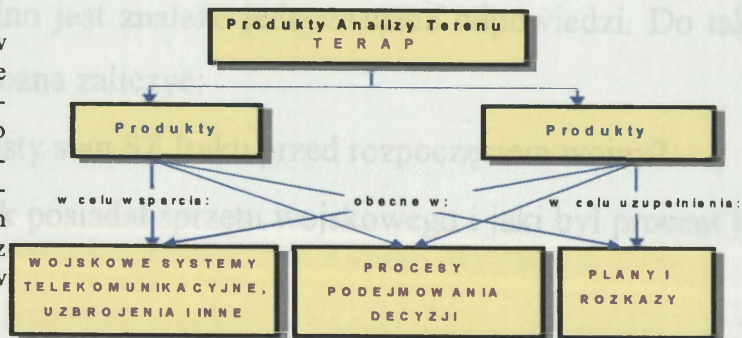 Produkty Analizy Terenu
TERAP
Produkty
Produkty
w celu wsparcia:
obecne w:
w celu uzupełnienia:
WOJSKOWE SYSTEMY
TELEKOMUNIKACYJNE,
UZBROJENIA I INNE
PROCESY
PODEJMOWANIA
DECYZJI
PLANY I
ROZKAZY